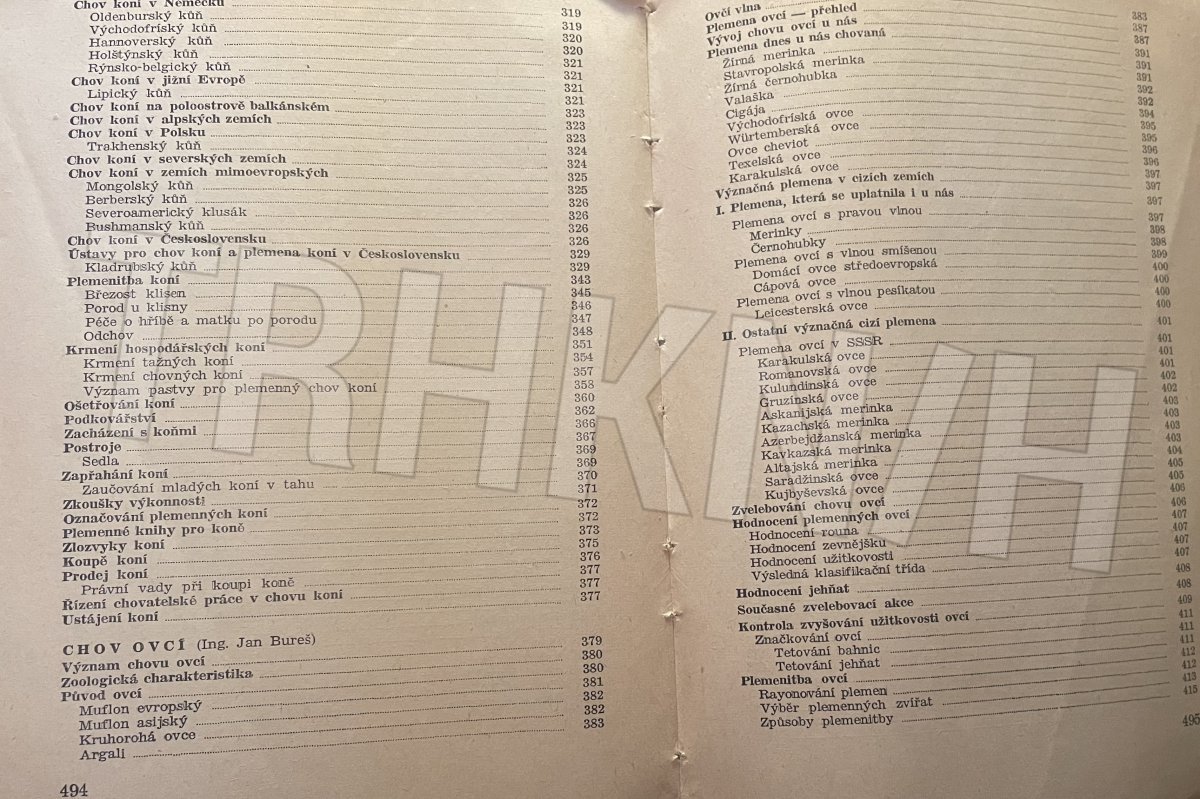 Chov koní v Německu 319
Oldenburský kůň 319
Východofríský kůň 320
Hannoverský kůň 320
Holštýnský kůň 321
Rýnsko-belgický kůň 321
Chov koní v jižní Evropě 321
Lipický kůň 321
Chov koní na poloostrově balkánském 323
Chov koní v alpských zemích 323
Chov koní v Polsku 323
Trakhenský kůň 324
Chov koní v severských zemích 324
Chov koní v zemích mimoevropských 325
Mongolský kůň 325
Berberský kůň 326
Severoamerický klusák 326
Bushmanský kůň 326
Chov koní v Československu 326
Ústavy pro chov koní a plemena koní v Československu 329
Kladrubský kůň 329
Plemenitba koní 343
Březost klisen 345
Porod u klisny 346
Péče o hříbě a matku po porodu 347
Odchov 348
Krmení hospodářských koní 351
Krmení tažných koní 354
Krmení chovných koní 357
Význam pastvy pro plemenný chov koní 358
Ošetřování koní 360
Podkovářství 362
Zacházení s koňmi 366
Postroje 367
Sedla 369
Zapřahání koní 369
Zaučování mladých koní v tahu 370
Zkoušky výkonnosti 371
Označování plemenných koní 372
Plemenné knihy pro koně 372
Zlozvyky koní 373
Koupě koní 375
Prodej koní 376
Právní vady při koupi koně 377
Řízení chovatelské práce v chovu koní 377
Ustájení koní 377
CHOV OVCÍ (Ing. Jan Bureš)
Význam chovu ovcí 379
Zoologická charakteristika 380
Původ ovcí 380
Muflon evropský 381
Muflon asijský 382
Kruhorohá ovce 382
Argali 383
494
Ovčí vlna 383
Plemena ovcí — přehled 387
Vývoj chovu ovcí u nás 387
Plemena dnes u nás chovaná 391
Žírná merinka 391
Stavropolská merinka 391
Žírná černohubka 392
Valaška 392
Cigája 394
Východofríská ovce 395
Würtemberská ovce 395
Ovce cheviot 396
Texelská ovce 396
Karakulská ovce 397
Význačná plemena v cizích zemích 397
I. Plemena, která se uplatnila i u nás 397
Plemena ovcí s pravou vlnou 397
Merinky 398
Černohubky 398
Plemena ovcí s vlnou smíšenou 399
Domácí ovce středoevropská 400
Cápová ovce 400
Plemena ovcí s vlnou pesíkatou 400
Leicesterská ovce 400
II. Ostatní význačná cizí plemena 401
Plemena ovcí v SSSR 401
Karakulská ovce 401
Romanovská ovce 401
Kulundinská ovce 402
Gruzínská ovce 402
Askanijská merinka 403
Kazachská merinka 403
Azerbejdžanská merinka 403
Kavkazská merinka 403
Altajská merinka 404
Saradžinská ovce 405
Kujbyševská ovce 405
Zvelebování chovu ovcí 406
Hodnocení plemenných ovcí 406
Hodnocení rouna 407
Hodnocení zevnějšku 407
Hodnocení užitkovosti 407
Výsledná klasifikační třída 407
Hodnocení jehňat 408
Současné zvelebovací akce 408
Kontrola zvyšování užitkovosti ovcí 409
Značkování ovcí 411
Tetování bahnic 411
Tetování jehňat 411
Plemenitba ovcí 412
Rayonování plemen 412
Výběr plemenných zvířat 413
Způsoby plemenitby 415
495
TRHKNIH